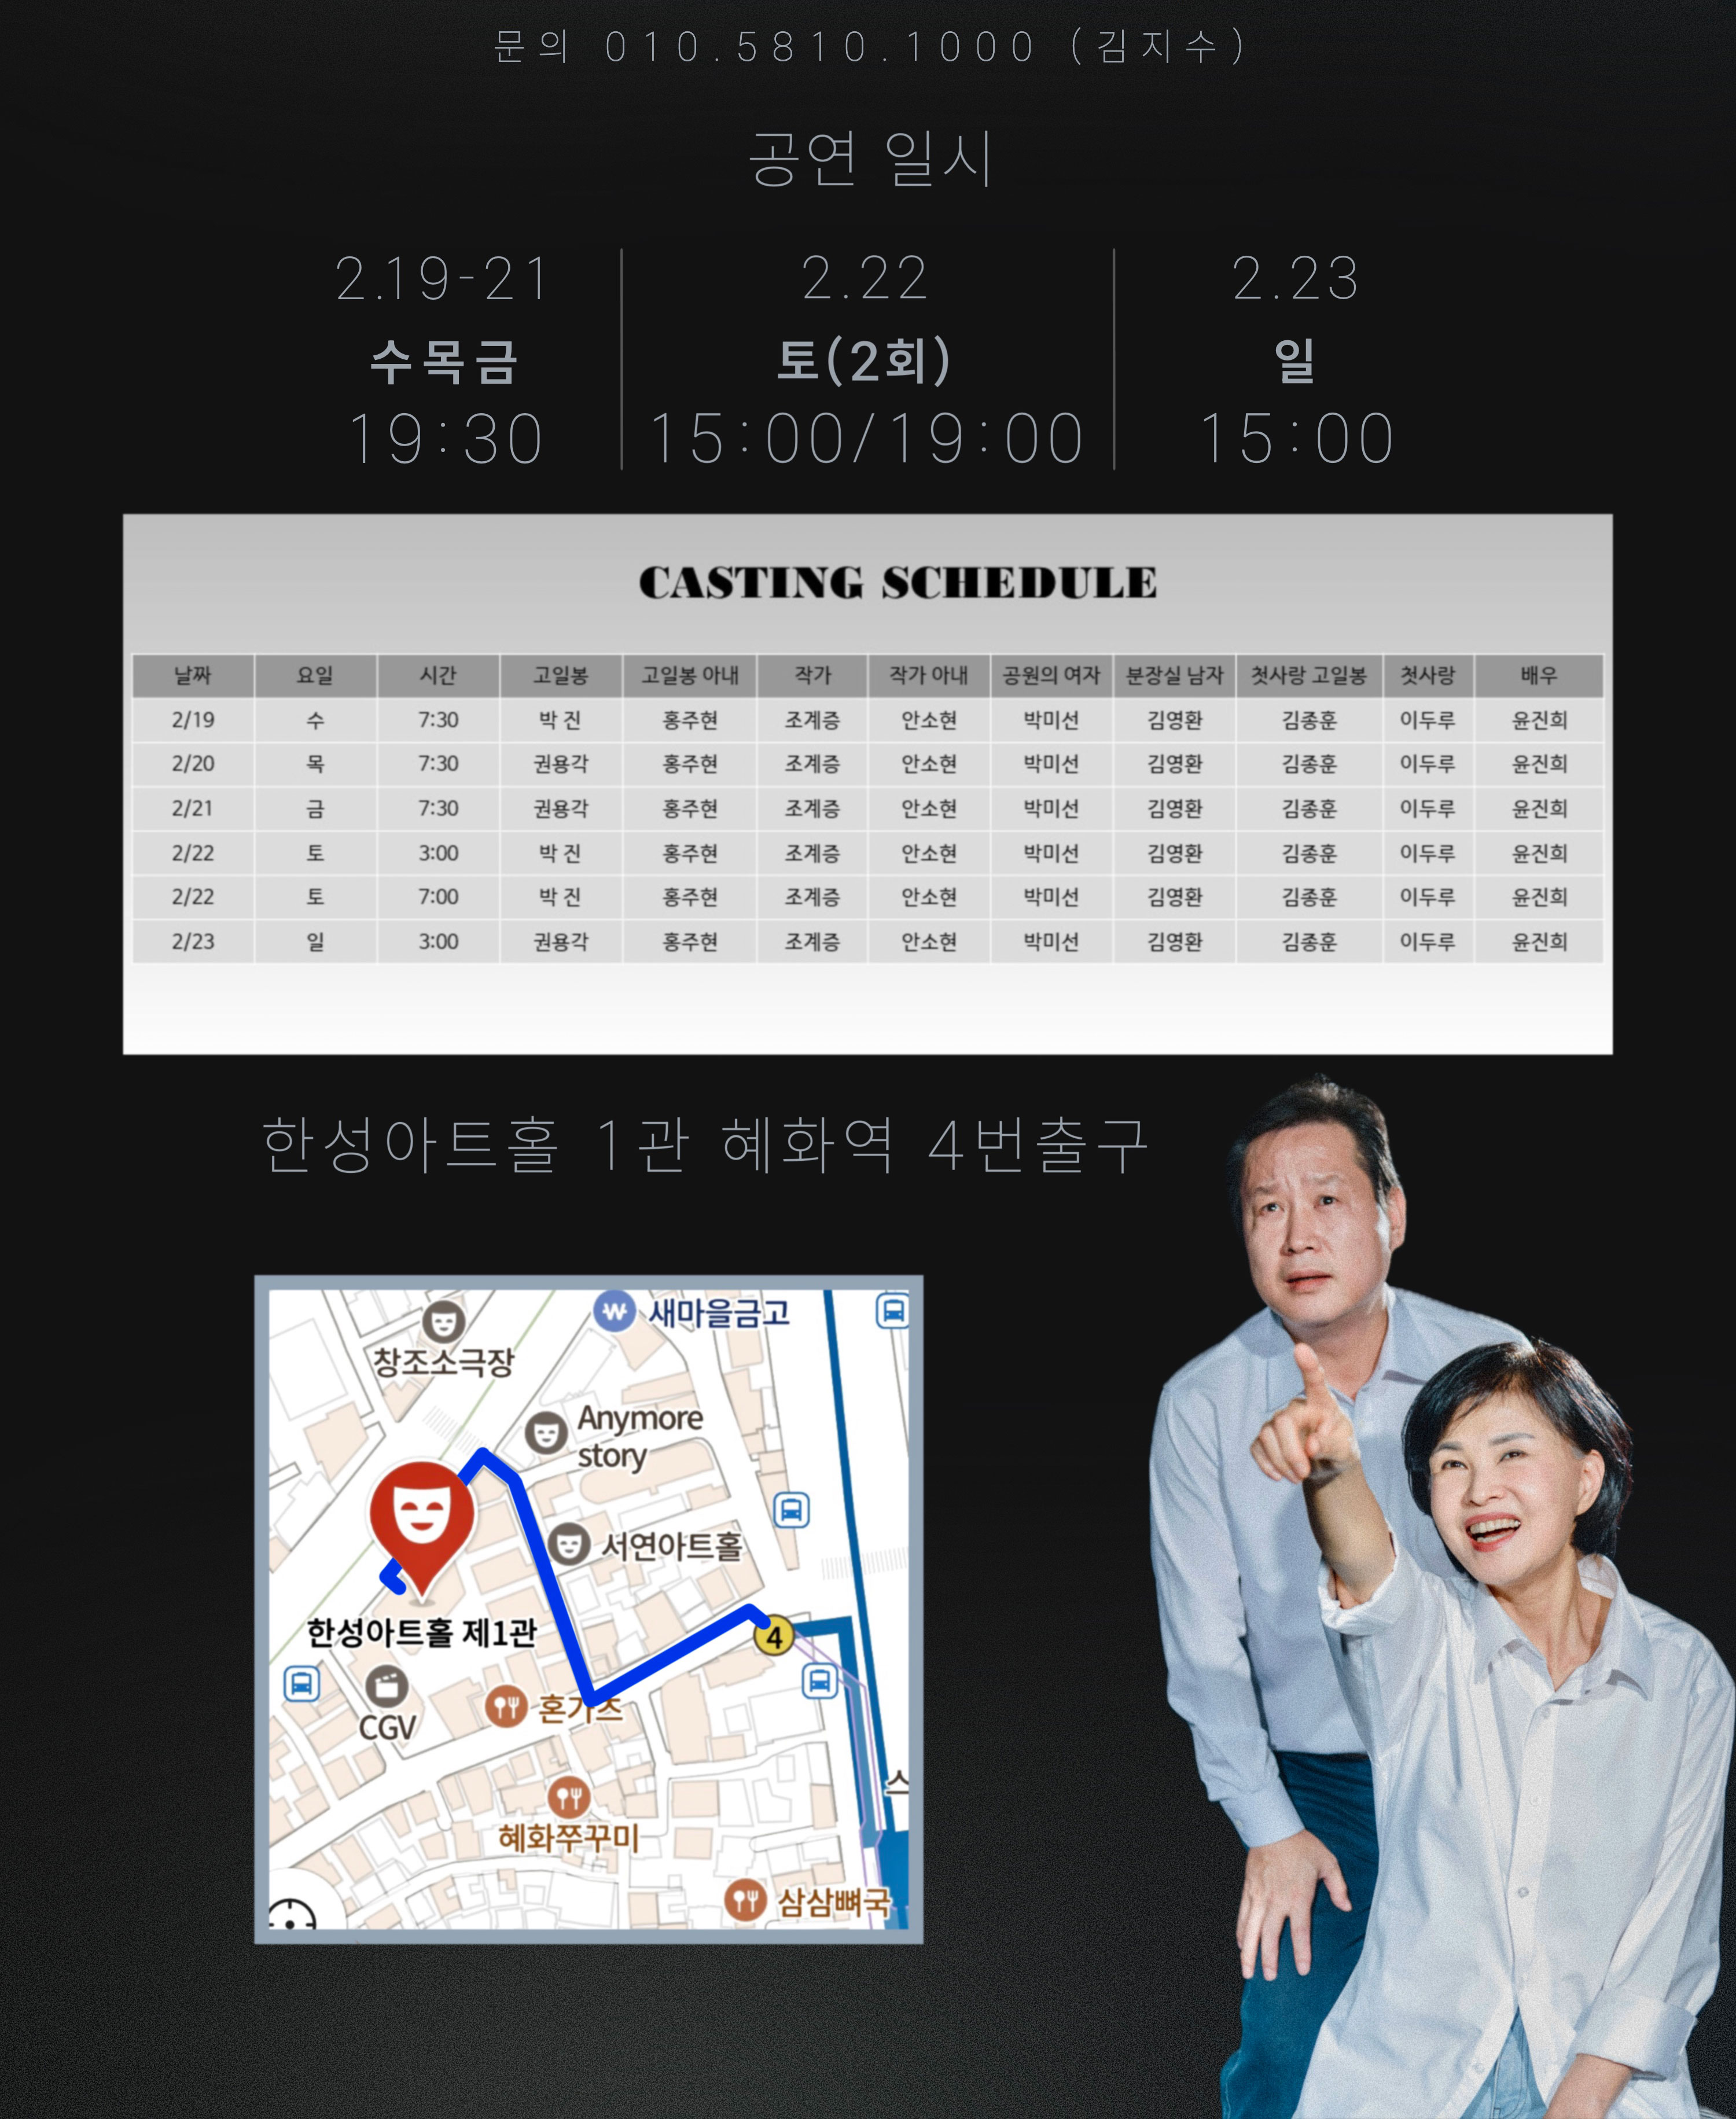 문의 010.5810.1000 (김지수)
공연 일시
2.19-21
수목금
19:30
2.22
토(2회)
15:00/19:00
2.23
일
15:00
CASTING SCHEDULE
날짜 요일 시간 고일봉 고일봉 아내 작가 작가 아내 공원의 여자 분장실 남자 첫사랑 고일봉 첫사랑 배우
2/19 수 7:30 박 진 홍주현 조계증 안소현 박미선 김영환 김종훈 이두루 윤진희
2/20 목 7:30 권용각 홍주현 조계증 안소현 박미선 김영환 김종훈 이두루 윤진희
2/21 금 7:30 권용각 홍주현 조계증 안소현 박미선 김영환 김종훈 이두루 윤진희
2/22 토 3:00 박 진 홍주현 조계증 안소현 박미선 김영환 김종훈 이두루 윤진희
2/22 토 7:00 박 진 홍주현 조계증 안소현 박미선 김영환 김종훈 이두루 윤진희
2/23 일 3:00 권용각 홍주현 조계증 안소현 박미선 김영환 김종훈 이두루 윤진희
한성아트홀 1관 혜화역 4번출구
새마을금고
창조소극장
Anymore
story
서연아트홀
한성아트홀 제1관
4
CGV
혜화쭈꾸미
삼삼뼈국